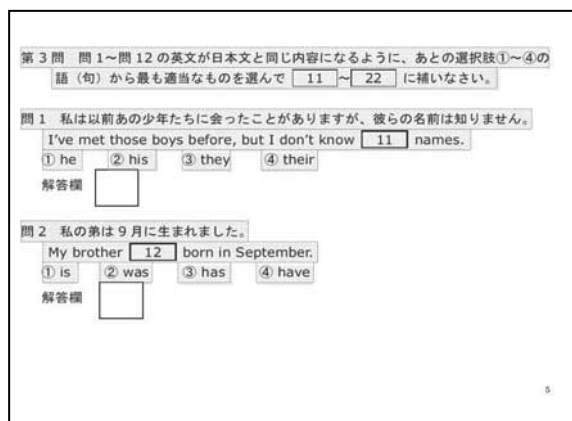 第3問 問1～問12の英文が日本文と同じ内容になるように、あとの選択肢①～④の
語（句）から最も適当なものを選んで 11 ～ 22 に補いなさい。
問1 私は以前あの少年たちに会ったことがありますが、彼らの名前は知りません。
I've met those boys before, but I don't know 11 names.
① he ② his ③ they ④ their
解答欄
問2 私の弟は9月に生まれました。
My brother 12 born in September.
① is ② was ③ has ④ have
解答欄
5